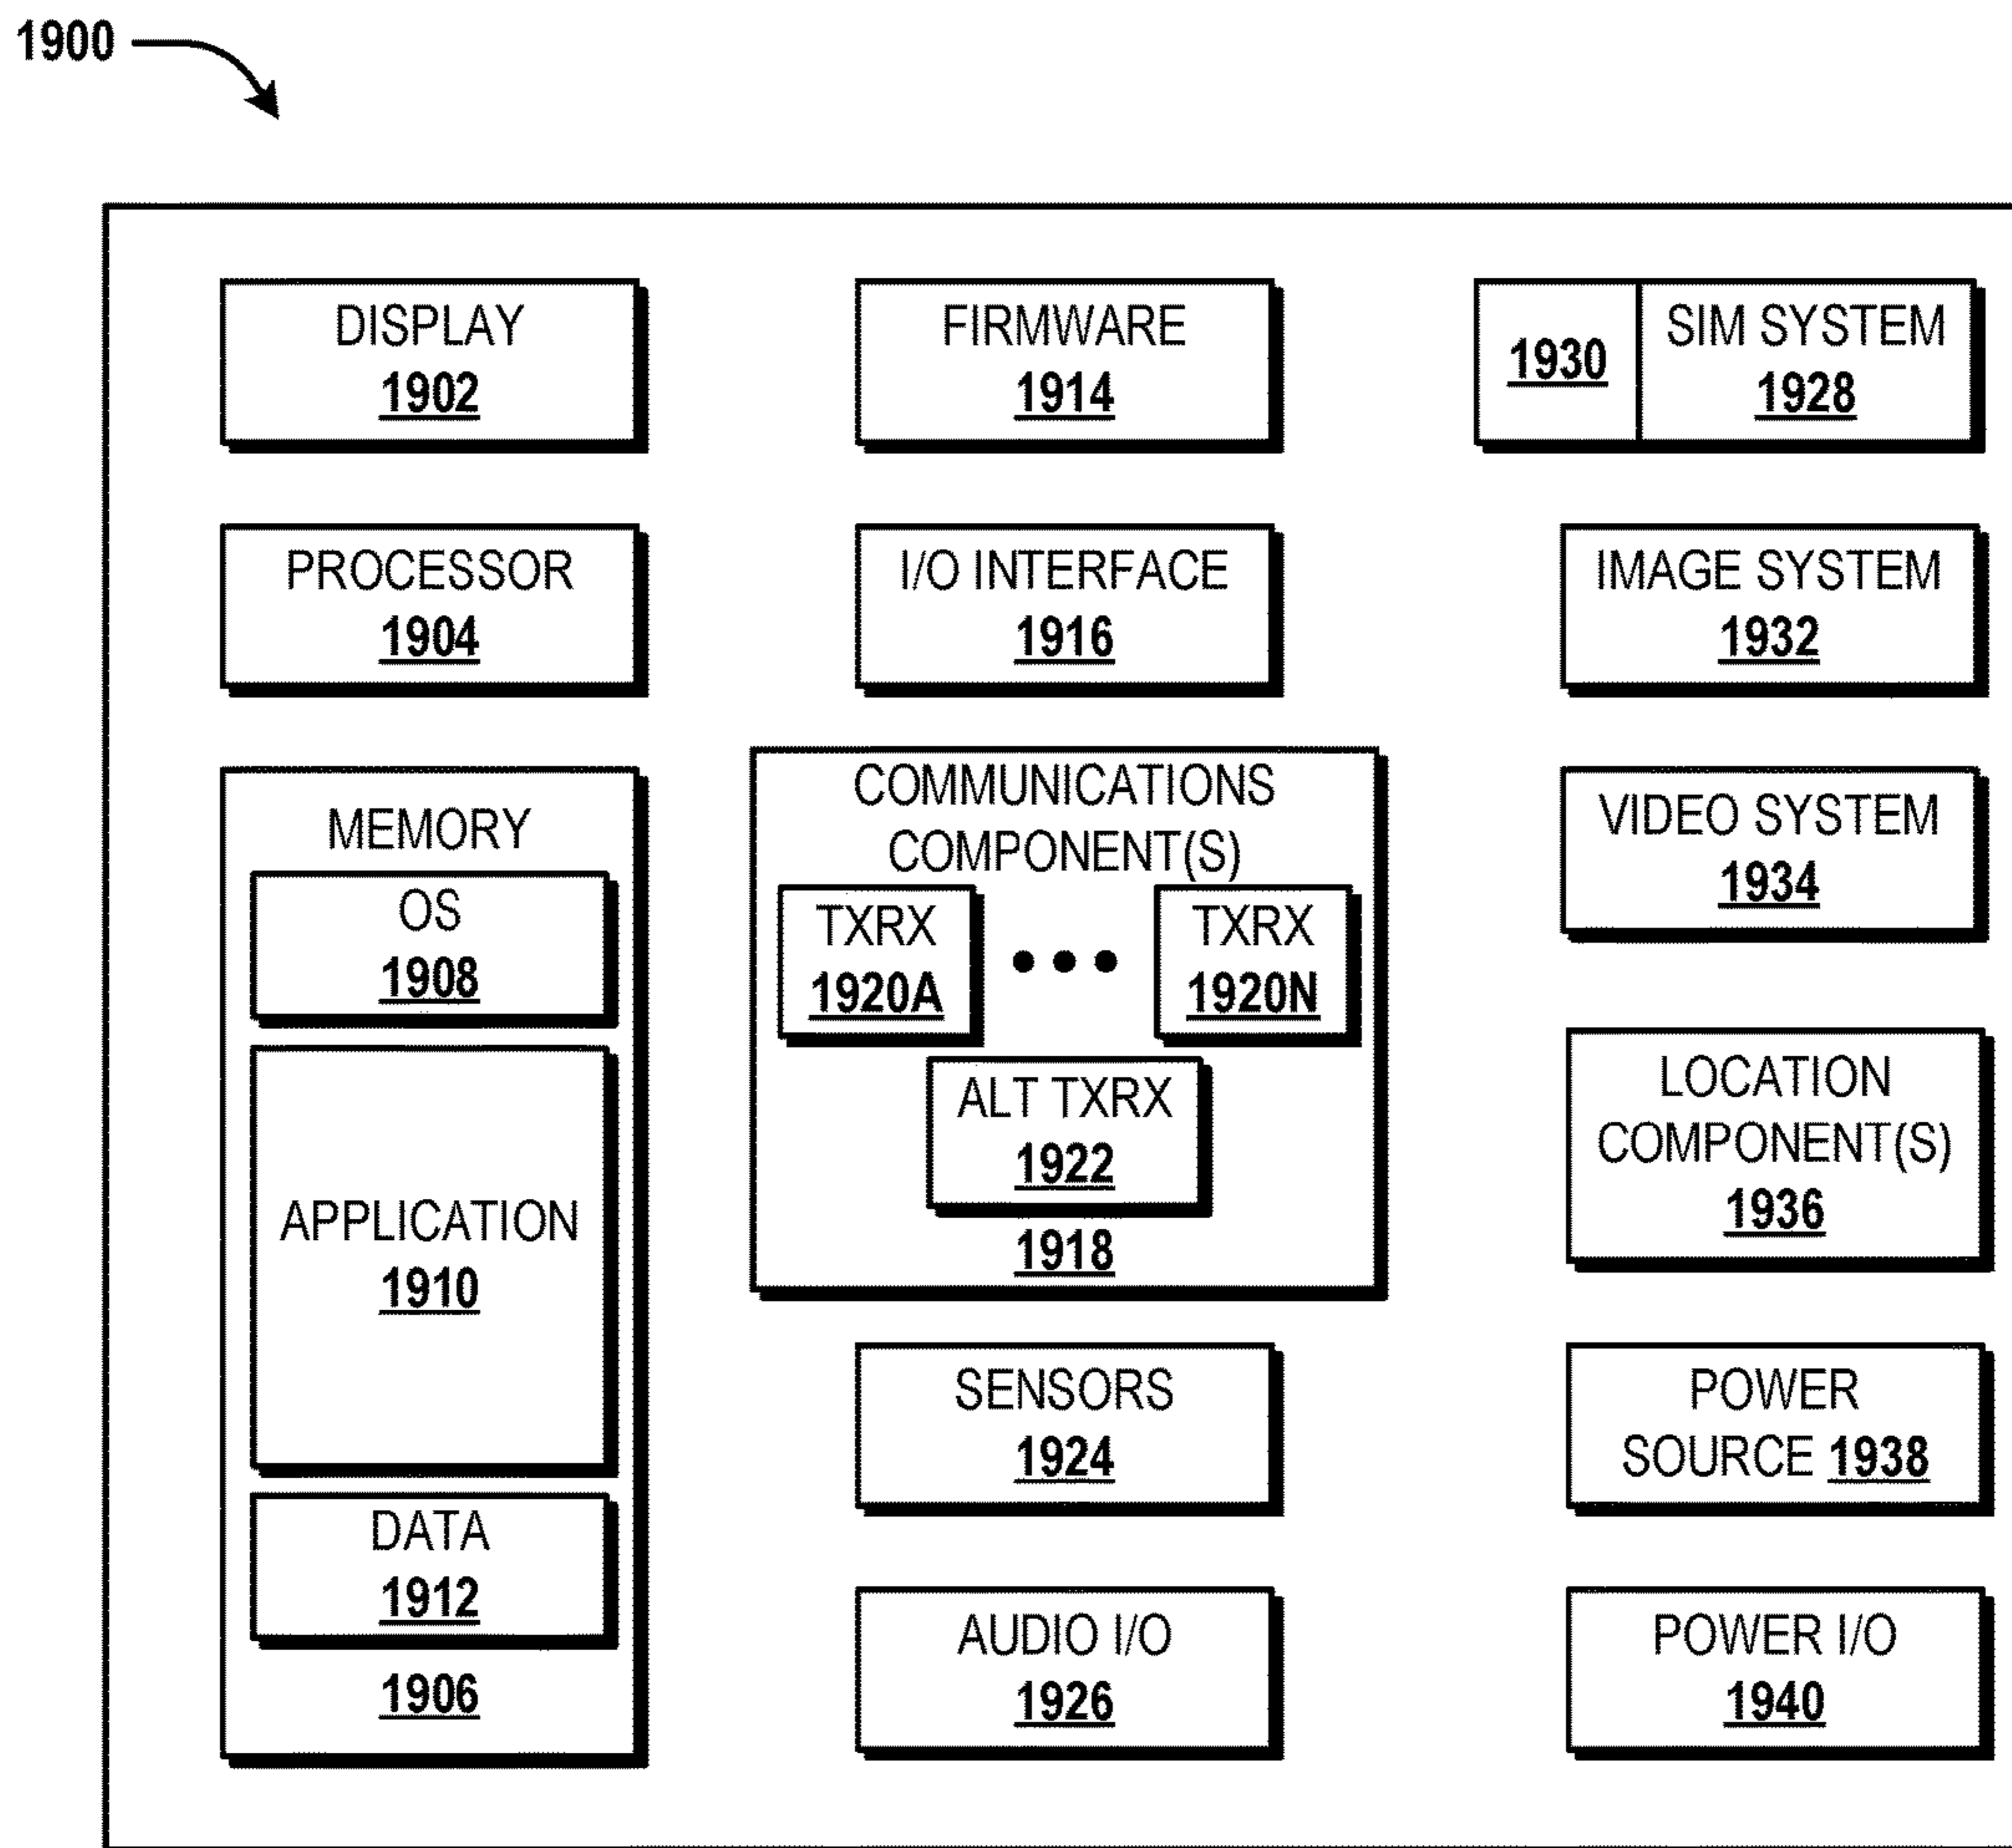 1900
DISPLAY
1902
PROCESSOR
1904
MEMORY
OS
1908
APPLICATION
1910
DATA
1912
1906
FIRMWARE
1914
I/O INTERFACE
1916
COMMUNICATIONS
COMPONENT(S)
TXRX
1920A
TXRX
1920N
ALT TXRX
1922
1918
SENSORS
1924
AUDIO I/O
1926
1930
SIM SYSTEM
1928
IMAGE SYSTEM
1932
VIDEO SYSTEM
1934
LOCATION
COMPONENT(S)
1936
POWER
SOURCE 1938
POWER I/O
1940